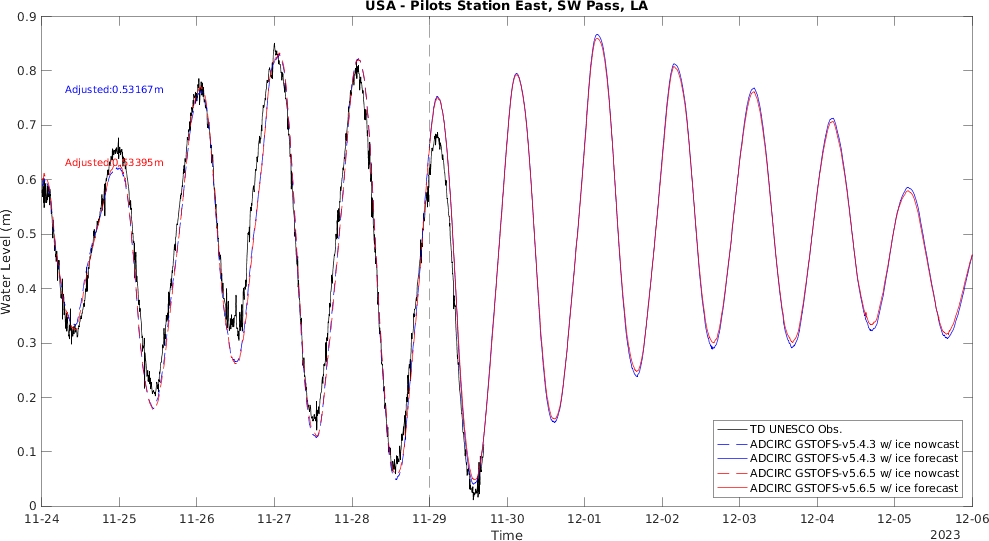 USA - Pilots Station East, SW Pass, LA
0.9
0.8
0.7
0.6
0.5
0.4
0.3
0.2
0.1
0
Water Level (m)
Adjusted:0.53167m
Adjusted:0.53395m
TD UNESCO Obs.
ADCIRC GSTOFS-v5.4.3 w/ ice nowcast
ADCIRC GSTOFS-v5.4.3 w/ ice forecast
ADCIRC GSTOFS-v5.6.5 w/ ice nowcast
ADCIRC GSTOFS-v5.6.5 w/ ice forecast
11-24 11-25 11-26 11-27 11-28 11-29 11-30 12-01 12-02 12-03 12-04 12-05 12-06
Time
2023